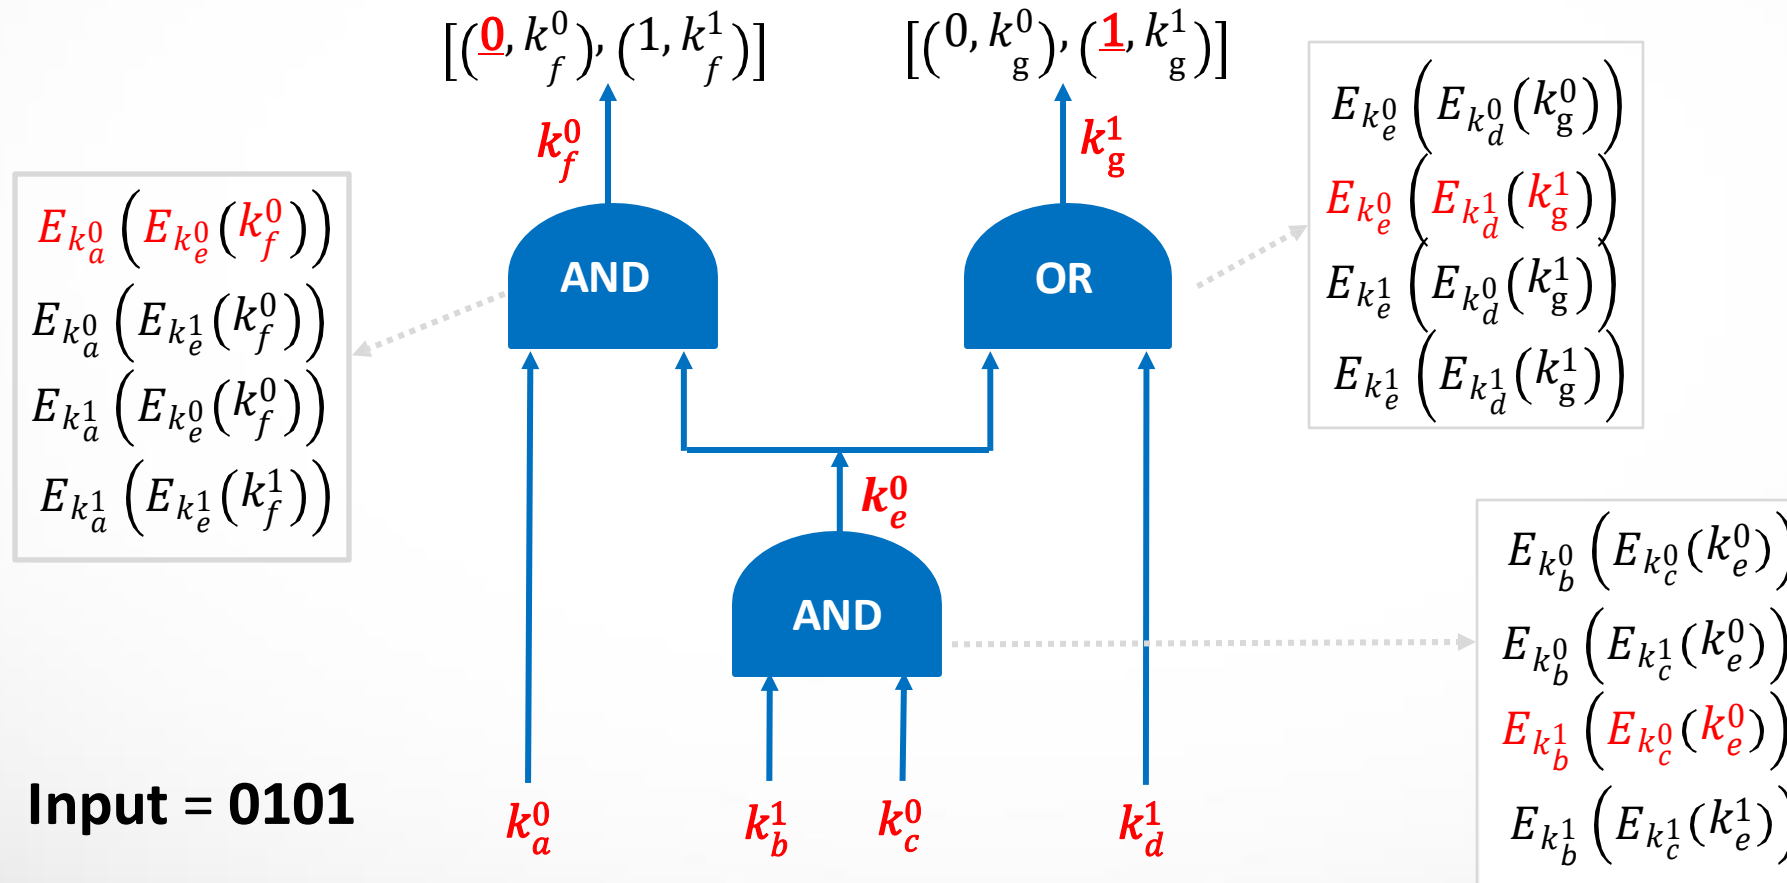 [(0, k_f^0), (1, k_f^1)]
[(0, k_g^0), (1, k_g^1)]
k_f^0
k_g^1
E_{k_a^0}(E_{k_e^0}(k_f^0))
E_{k_a^0}(E_{k_e^1}(k_f^0))
E_{k_a^1}(E_{k_e^0}(k_f^0))
E_{k_a^1}(E_{k_e^1}(k_f^1))
AND
OR
E_{k_e^0}(E_{k_d^0}(k_g^0))
E_{k_e^0}(E_{k_d^1}(k_g^1))
E_{k_e^1}(E_{k_d^0}(k_g^1))
E_{k_e^1}(E_{k_d^1}(k_g^1))
k_e^0
AND
E_{k_b^0}(E_{k_c^0}(k_e^0))
E_{k_b^0}(E_{k_c^1}(k_e^0))
E_{k_b^1}(E_{k_c^0}(k_e^0))
E_{k_b^1}(E_{k_c^1}(k_e^1))
Input = 0101
k_a^0
k_b^1
k_c^0
k_d^1